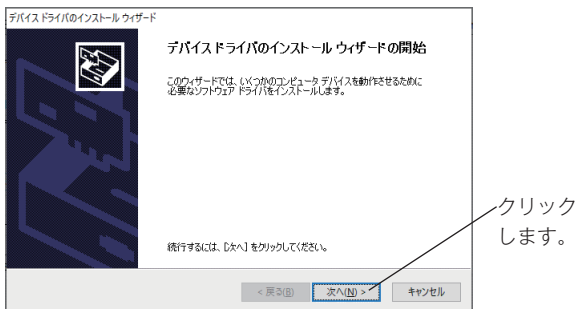 デバイス ドライバのインストール ウィザード
デバイス ドライバのインストール ウィザードの開始
このウィザードでは、いくつかのコンピュータ デバイスを動作させるために
必要なソフトウェア ドライバをインストールします。
続行するには、[次へ] をクリックしてください。
< 戻る(B)
次へ(N) >
キャンセル
クリック
します。